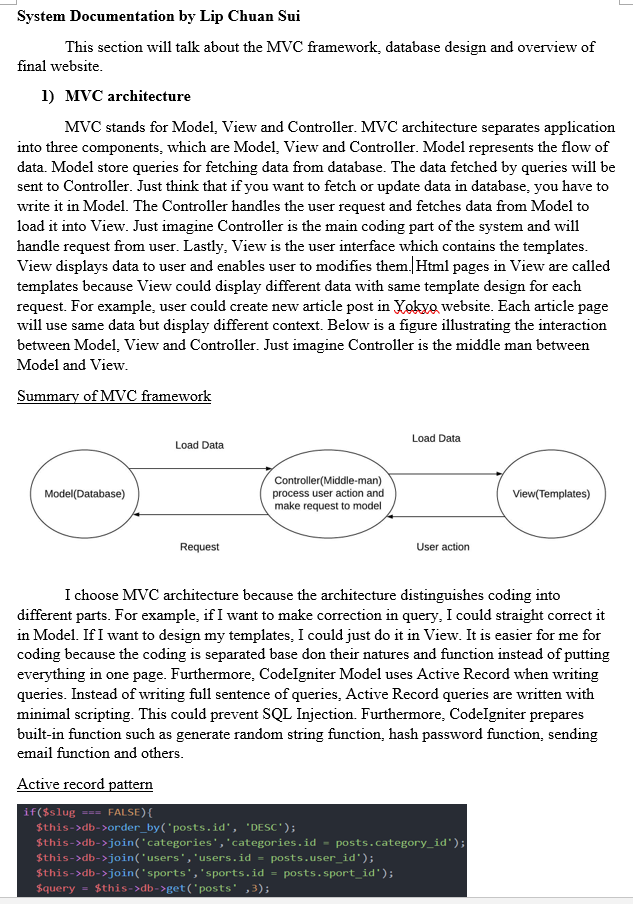 System Documentation by Lip Chuan Sui
This section will talk about the MVC framework, database design and overview of
final website.
1) MVC architecture
MVC stands for Model, View and Controller. MVC architecture separates application
into three components, which are Model, View and Controller. Model represents the flow of
data. Model store queries for fetching data from database. The data fetched by queries will be
sent to Controller. Just think that if you want to fetch or update data in database, you have to
write it in Model. The Controller handles the user request and fetches data from Model to
load it into View. Just imagine Controller is the main coding part of the system and will
handle request from user. Lastly, View is the user interface which contains the templates.
View displays data to user and enables user to modifies them. Html pages in View are called
templates because View could display different data with same template design for each
request. For example, user could create new article post in Yokyo website. Each article page
will use same data but display different context. Below is a figure illustrating the interaction
between Model, View and Controller. Just imagine Controller is the middle man between
Model and View.
Summary of MVC framework
Load Data
Load Data
Model(Database)
Controller(Middle-man)
process user action and
make request to model
View(Templates)
Request
User action
I choose MVC architecture because the architecture distinguishes coding into
different parts. For example, if I want to make correction in query, I could straight correct it
in Model. If I want to design my templates, I could just do it in View. It is easier for me for
coding because the coding is separated base don their natures and function instead of putting
everything in one page. Furthermore, CodeIgniter Model uses Active Record when writing
queries. Instead of writing full sentence of queries, Active Record queries are written with
minimal scripting. This could prevent SQL Injection. Furthermore, CodeIgniter prepares
built-in function such as generate random string function, hash password function, sending
email function and others.
Active record pattern
if($slug === FALSE){
$this->db->order_by('posts.id', 'DESC');
$this->db->join('categories','categories.id = posts.category_id');
$this->db->join('users','users.id = posts.user_id');
$this->db->join('sports','sports.id = posts.sport_id');
$query = $this->db->get('posts' ,3);